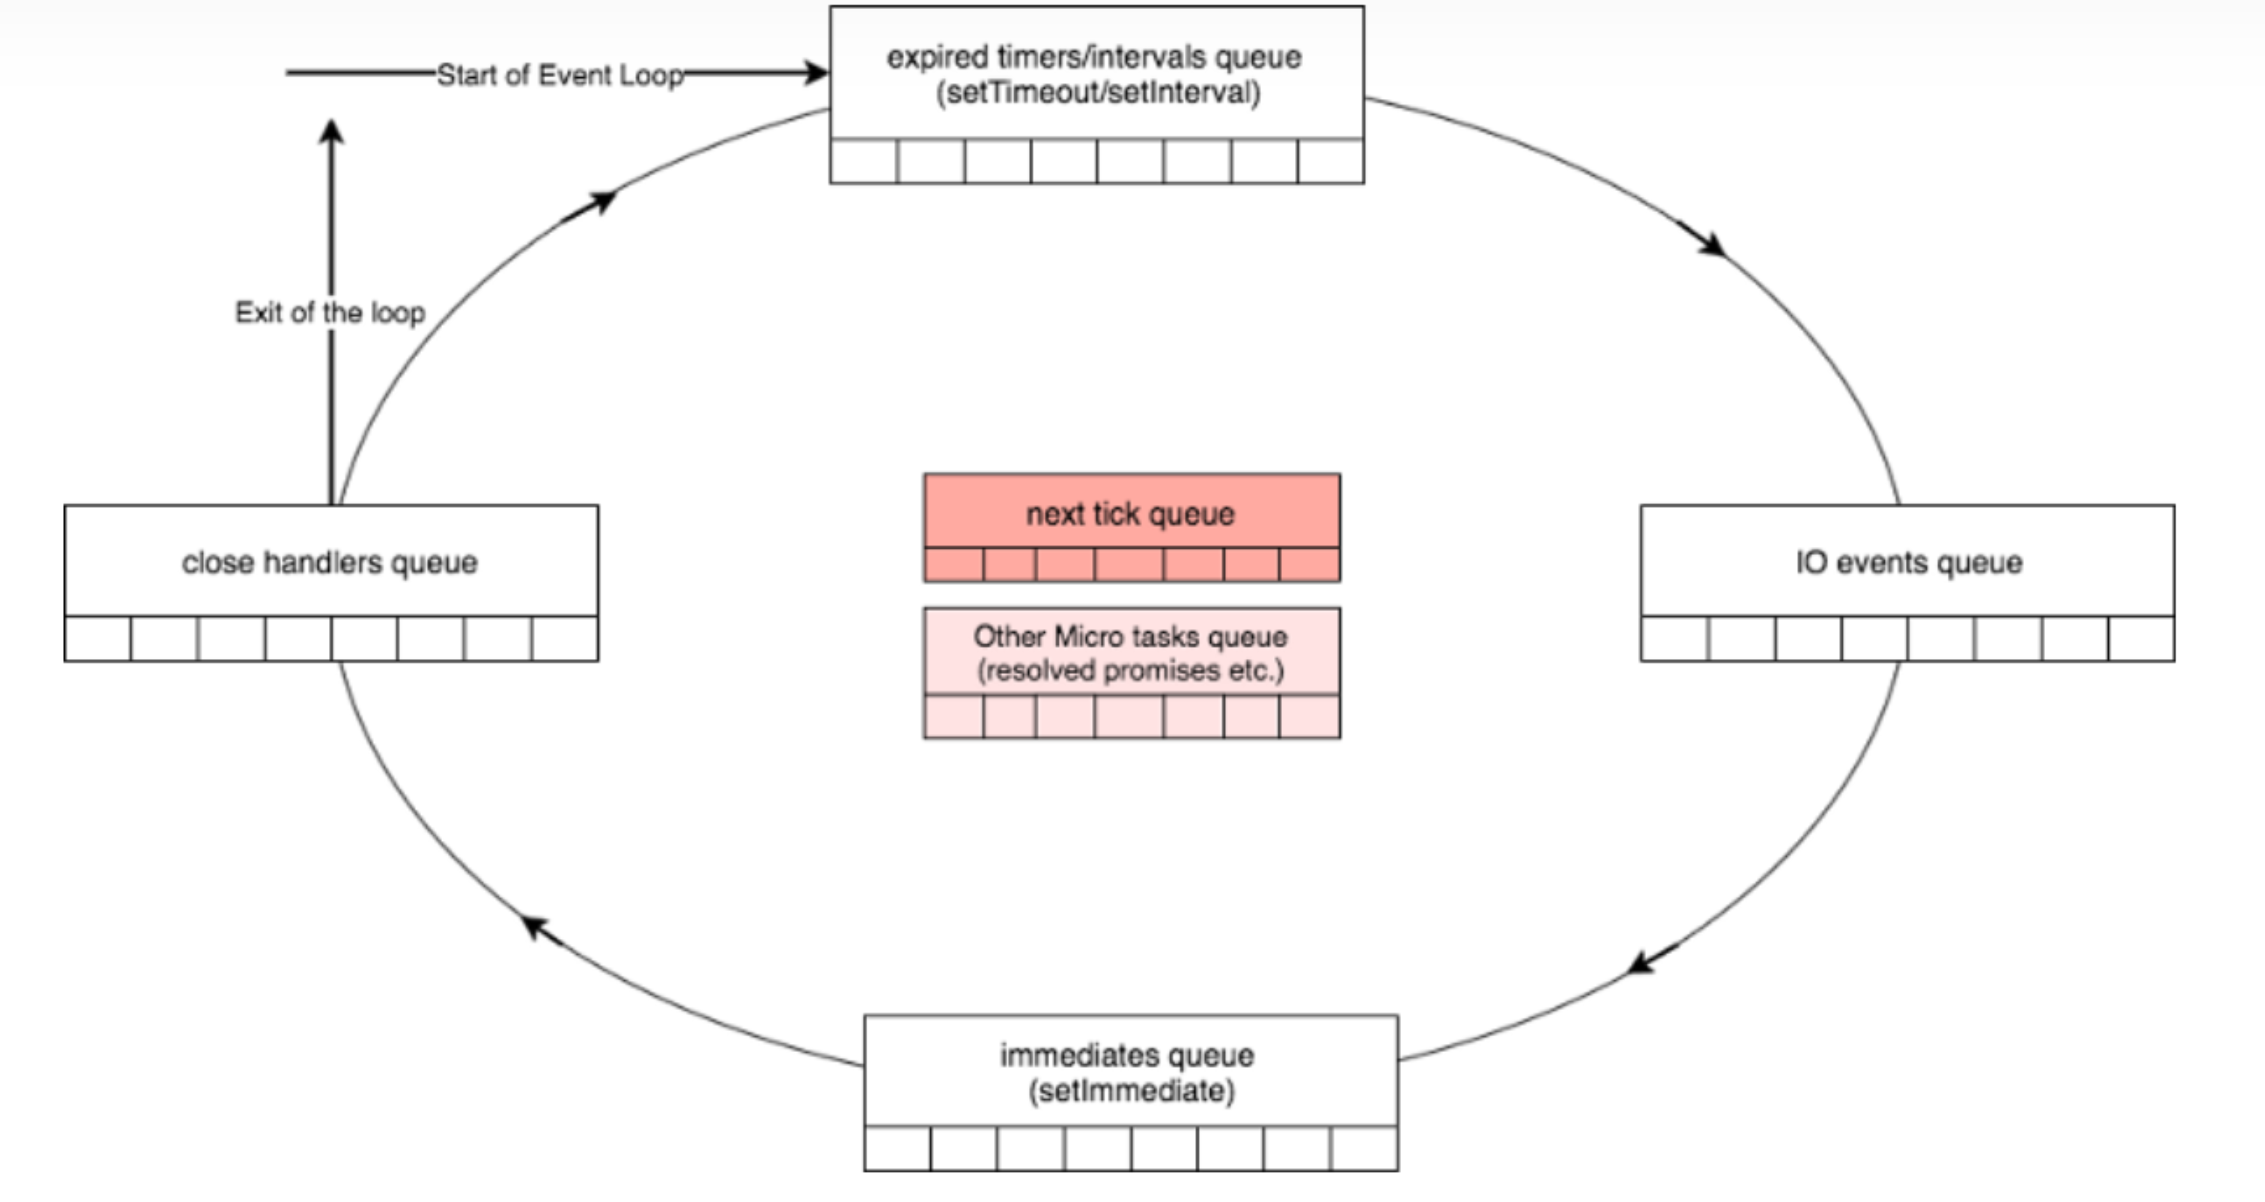 expired timers/intervals queue
(setTimeout/setInterval)
Start of Event Loop
Exit of the loop
next tick queue
close handlers queue
IO events queue
Other Micro tasks queue
(resolved promises etc.)
immediates queue
(setImmediate)